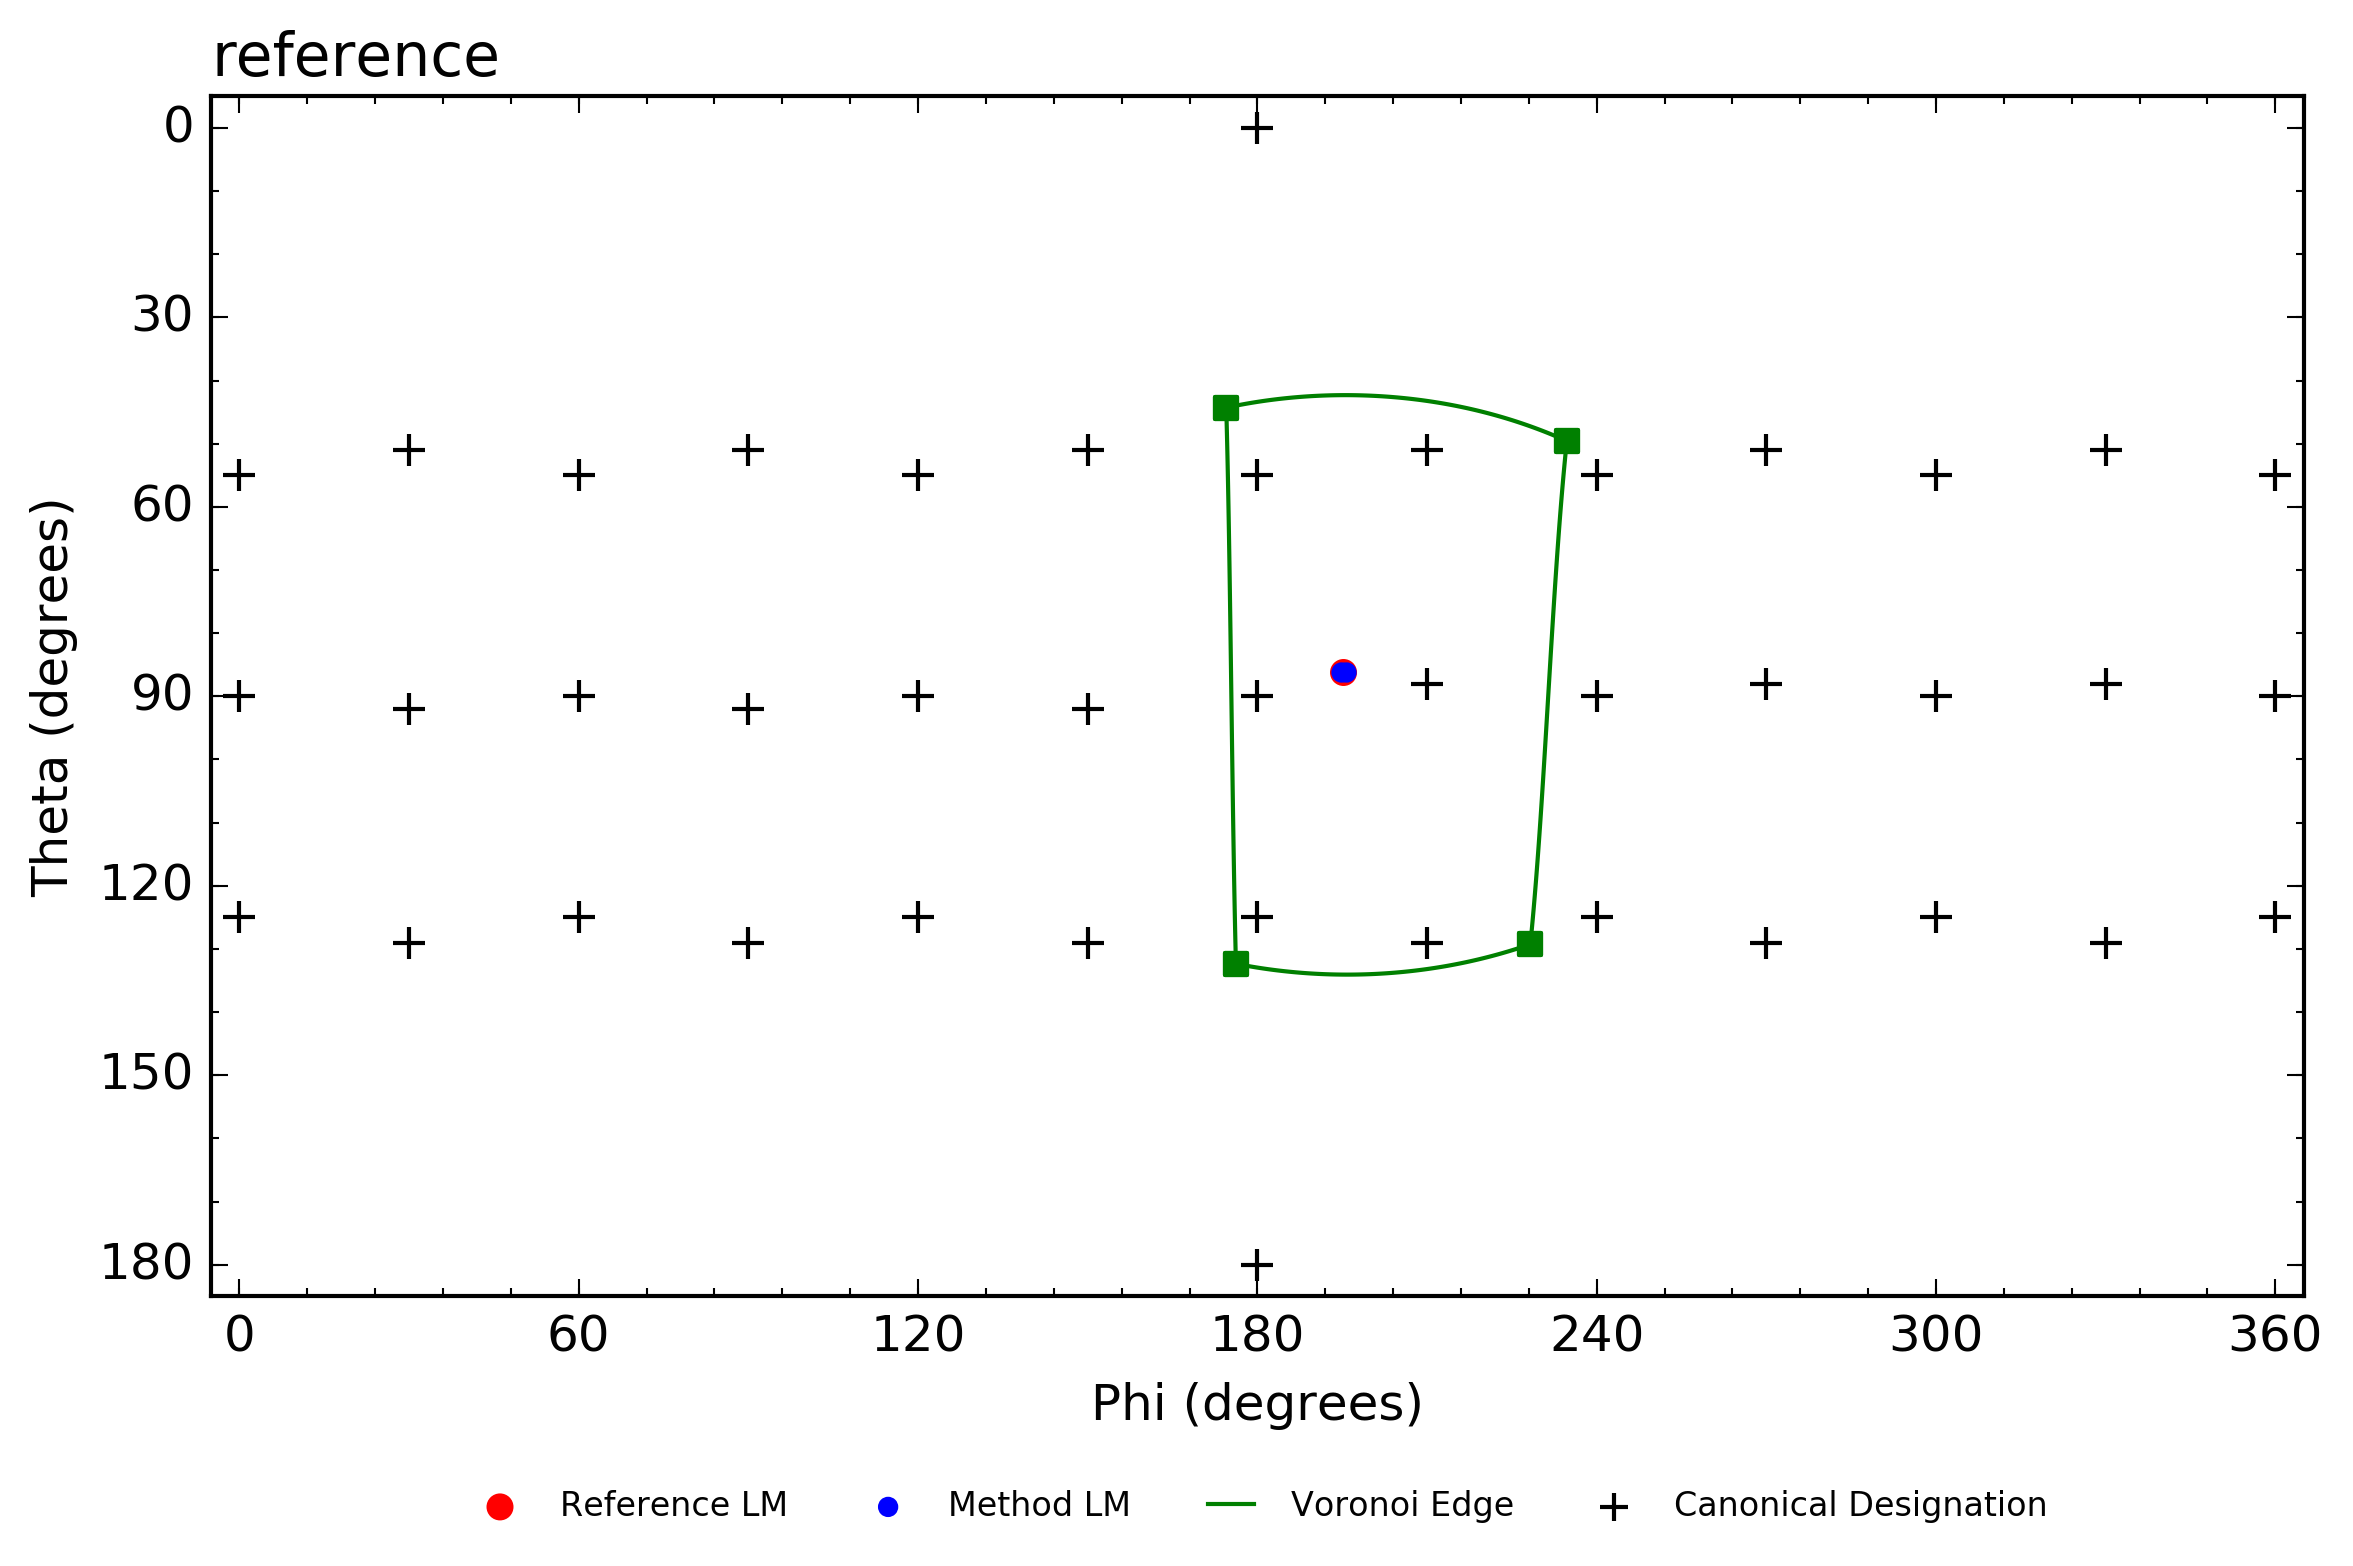 reference
0
30
60
90
120
150
180
Theta (degrees)
0 60 120 180 240 300 360
Phi (degrees)
Reference LM Method LM Voronoi Edge Canonical Designation